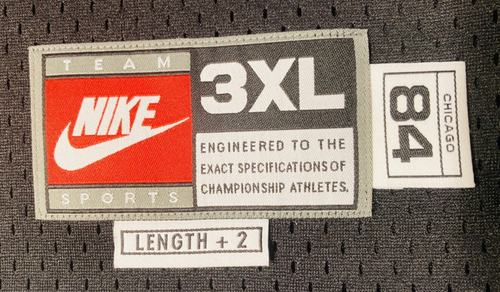 TEAM
NIKE
SPORTS
3XL
ENGINEERED TO THE
EXACT SPECIFICATIONS OF
CHAMPIONSHIP ATHLETES.
LENGTH + 2
CHICAGO
84